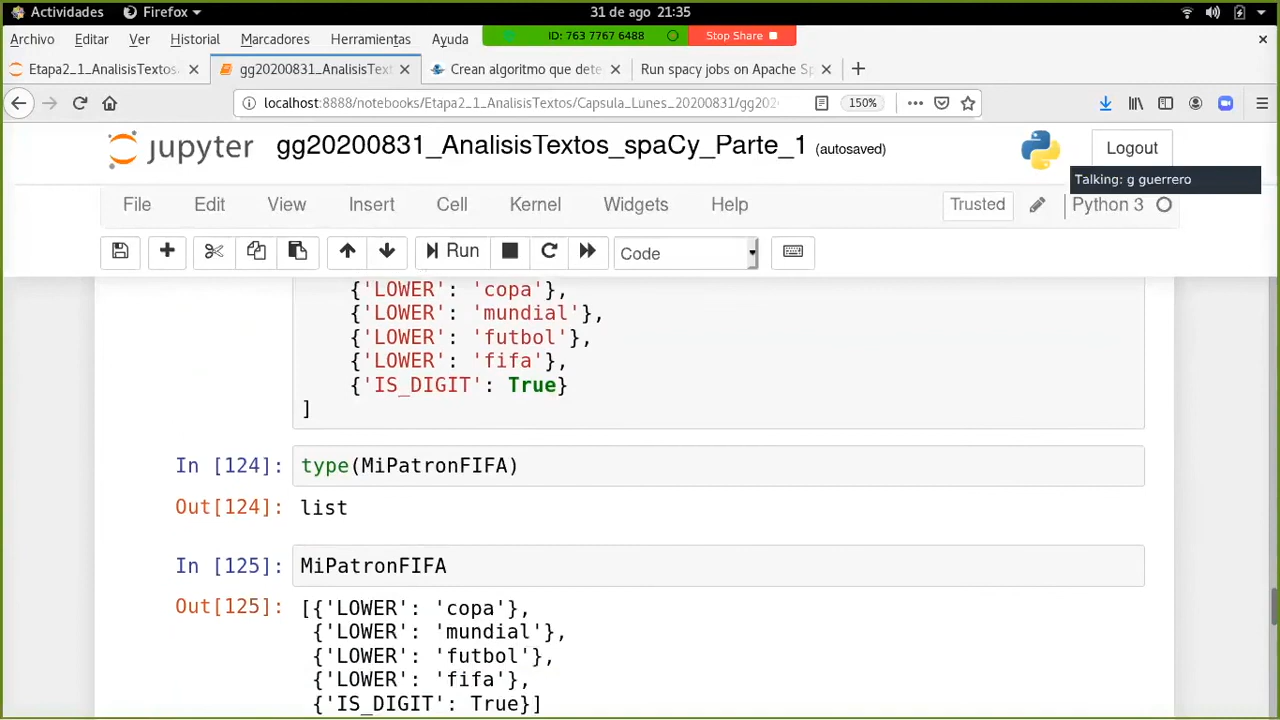 Actividades Firefox 31 de ago 21:35
Archivo Editar Ver Historial Marcadores Herramientas Ayuda ID: 763 7767 6488 Stop Share
Etapa2_1_AnalisisTextos gg20200831_AnalisisText Crean algoritmo que dete Run spacy jobs on Apache Sp
localhost:8888/notebooks/Etapa2_1_AnalisisTextos/Capsula_Lunes_20200831/gg202 150%
jupyter gg20200831_AnalisisTextos_spaCy_Parte_1 (autosaved) Logout
Talking: g guerrero
File Edit View Insert Cell Kernel Widgets Help Trusted Python 3
Run Code
{'LOWER': 'copa'},
{'LOWER': 'mundial'},
{'LOWER': 'futbol'},
{'LOWER': 'fifa'},
{'IS_DIGIT': True}
]
In [124]: type(MiPatronFIFA)
Out[124]: list
In [125]: MiPatronFIFA
Out[125]: [{'LOWER': 'copa'},
{'LOWER': 'mundial'},
{'LOWER': 'futbol'},
{'LOWER': 'fifa'},
{'IS_DIGIT': True}]